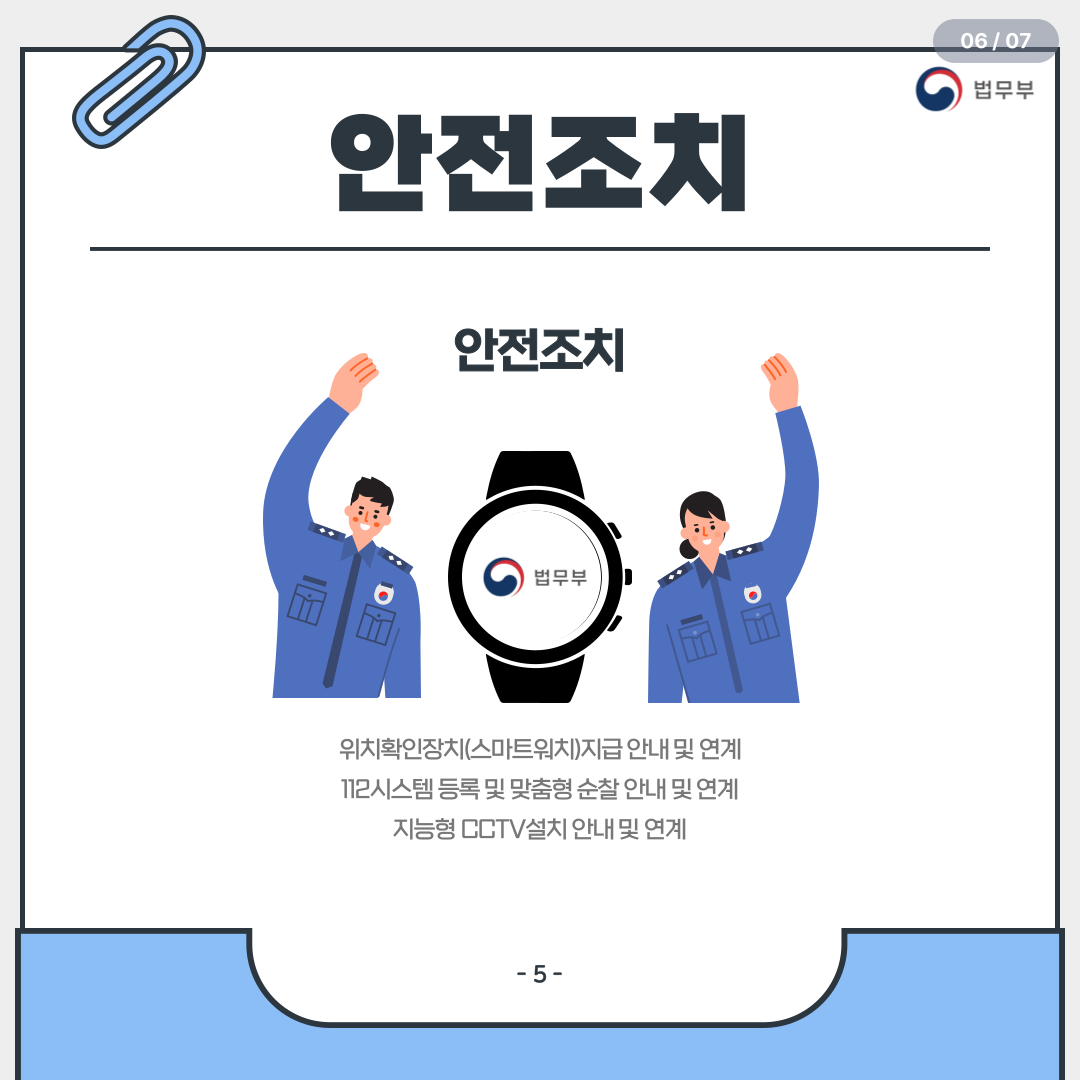 06 / 07
법무부
안전조치
안전조치
법무부
위치확인장치(스마트워치)지급 안내 및 연계
112시스템 등록 및 맞춤형 순찰 안내 및 연계
지능형 CCTV설치 안내 및 연계
- 5 -